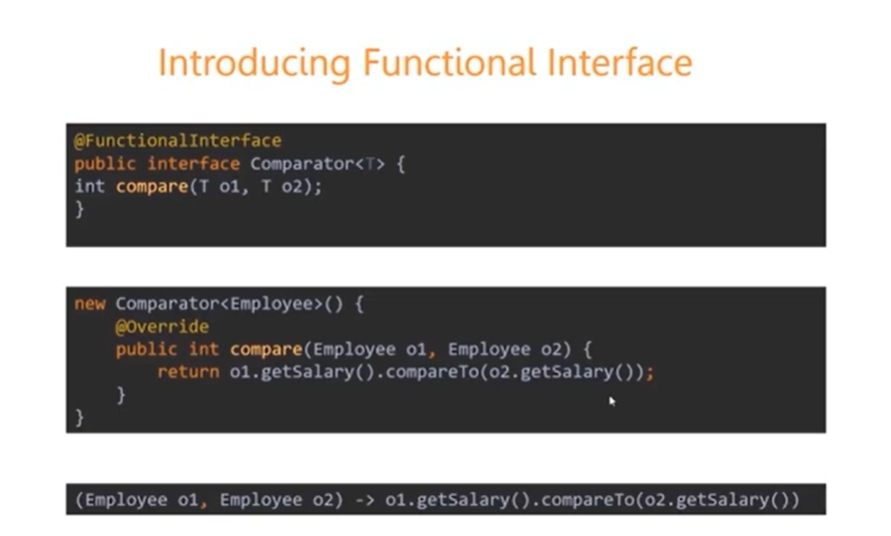 Introducing Functional Interface
@FunctionalInterface
public interface Comparator<T> {
int compare(T o1, T o2);
}
new Comparator<Employee>() {
@Override
public int compare(Employee o1, Employee o2) {
return o1.getSalary().compareTo(o2.getSalary());
}
}
(Employee o1, Employee o2) -> o1.getSalary().compareTo(o2.getSalary())